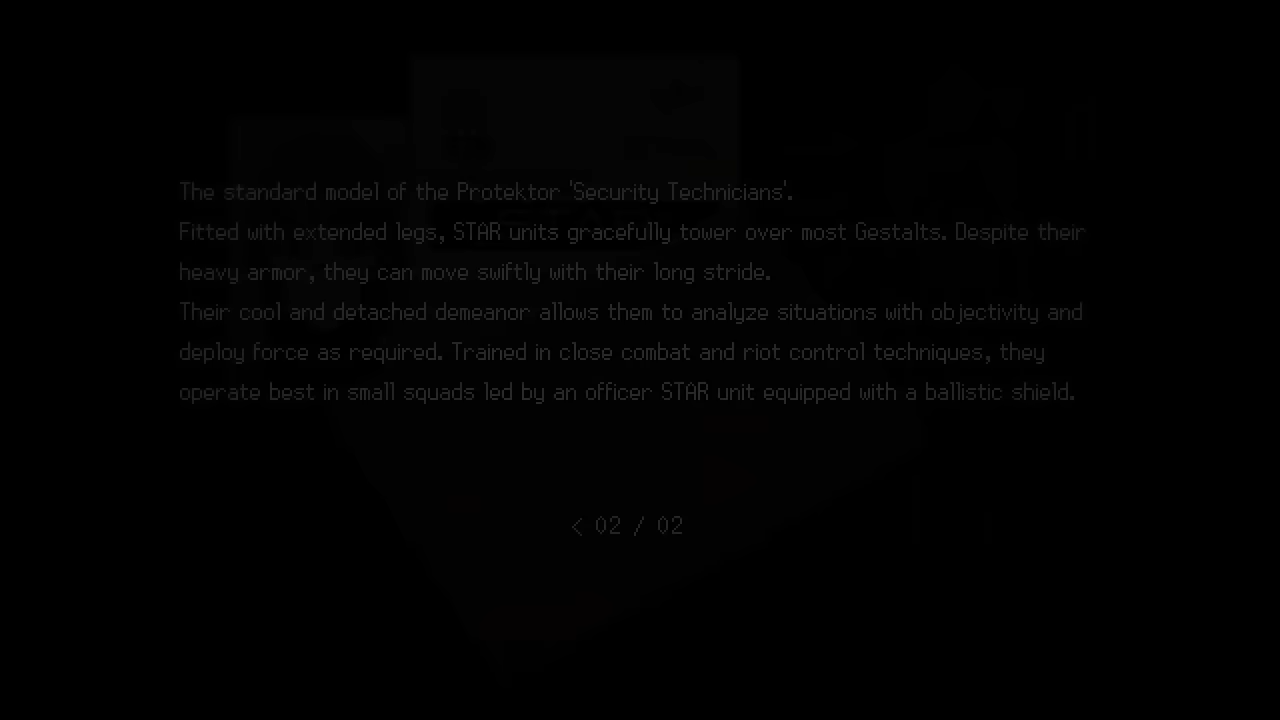 The standard model of the Protektor 'Security Technicians'.
Fitted with extended legs, STAR units gracefully tower over most Gestalts. Despite their
heavy armor, they can move swiftly with their long stride.
Their cool and detached demeanor allows them to analyze situations with objectivity and
deploy force as required. Trained in close combat and riot control techniques, they
operate best in small squads led by an officer STAR unit equipped with a ballistic shield.
< 02 / 02